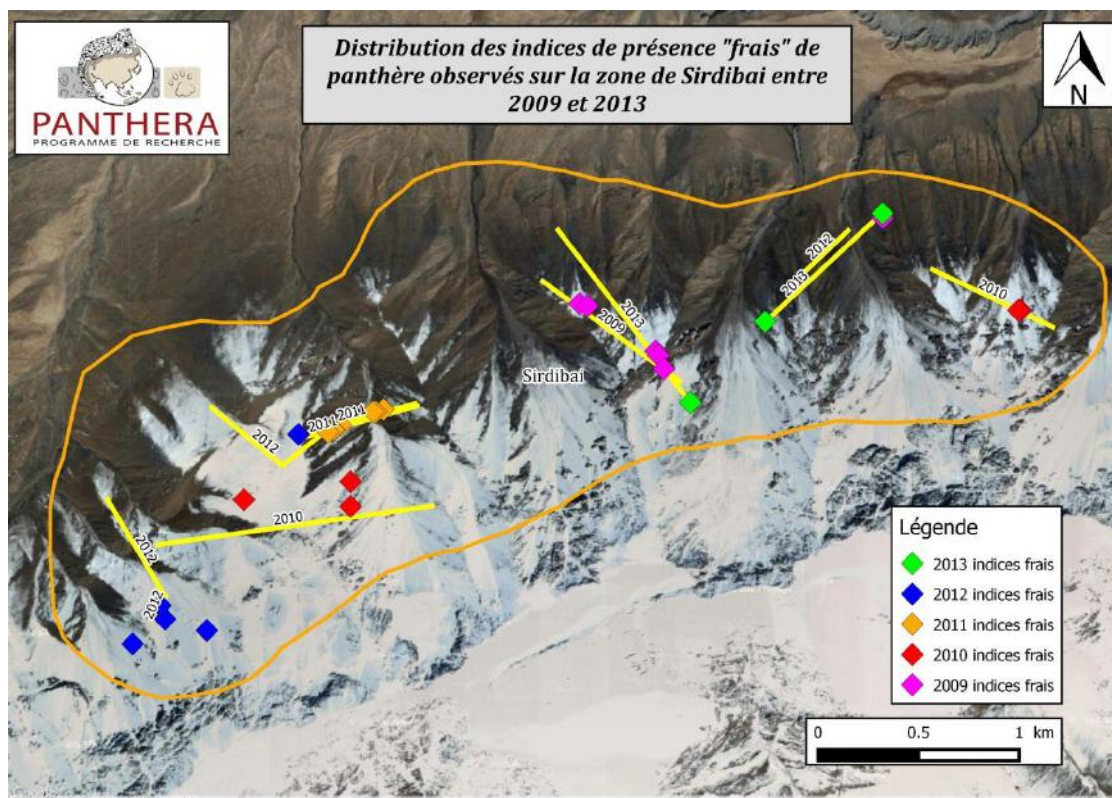 PANTHERA
PROGRAMME DE RECHERCHE
Distribution des indices de présence "frais" de
panthère observés sur la zone de Sirdibai entre
2009 et 2013
N
2012
2013
2010
2013
2009
Sirdibai
2011
2011
2012
2010
2012
2012
Légende
2013 indices frais
2012 indices frais
2011 indices frais
2010 indices frais
2009 indices frais
0 0.5 1 km